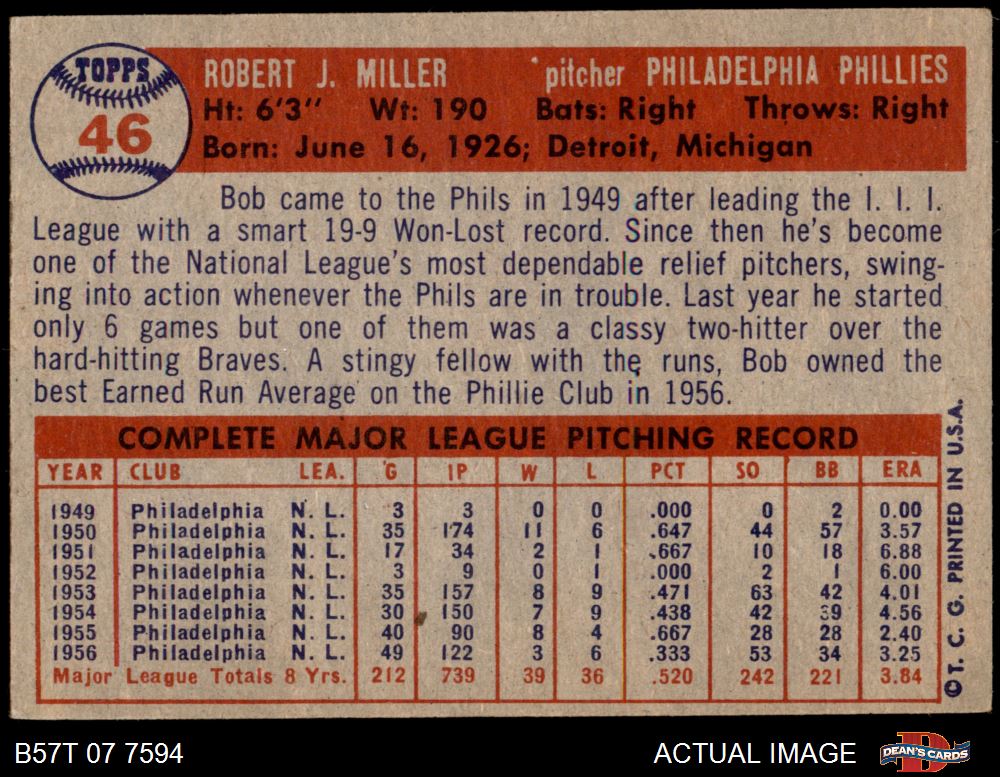 TOPPS
46
ROBERT J. MILLER pitcher PHILADELPHIA PHILLIES
Ht: 6'3'' Wt: 190 Bats: Right Throws: Right
Born: June 16, 1926; Detroit, Michigan
Bob came to the Phils in 1949 after leading the I. I. I.
League with a smart 19-9 Won-Lost record. Since then he's become
one of the National League's most dependable relief pitchers, swing-
ing into action whenever the Phils are in trouble. Last year he started
only 6 games but one of them was a classy two-hitter over the
hard-hitting Braves. A stingy fellow with the runs, Bob owned the
best Earned Run Average on the Phillie Club in 1956.
COMPLETE MAJOR LEAGUE PITCHING RECORD
YEAR CLUB LEA. G IP W L PCT SO BB ERA
1949 Philadelphia N. L. 3 3 0 0 .000 0 2 0.00
1950 Philadelphia N. L. 35 174 11 6 .647 44 57 3.57
1951 Philadelphia N. L. 17 34 2 1 .667 10 18 6.88
1952 Philadelphia N. L. 3 9 0 1 .000 2 1 6.00
1953 Philadelphia N. L. 35 157 8 9 .471 63 42 4.01
1954 Philadelphia N. L. 30 150 7 9 .438 42 39 4.56
1955 Philadelphia N. L. 40 90 8 4 .667 28 28 2.40
1956 Philadelphia N. L. 49 122 3 6 .333 53 34 3.25
Major League Totals 8 Yrs. 212 739 39 36 .520 242 221 3.84
©T. C. G. PRINTED IN U.S.A.
B57T 07 7594 ACTUAL IMAGE DEAN'S CARDS